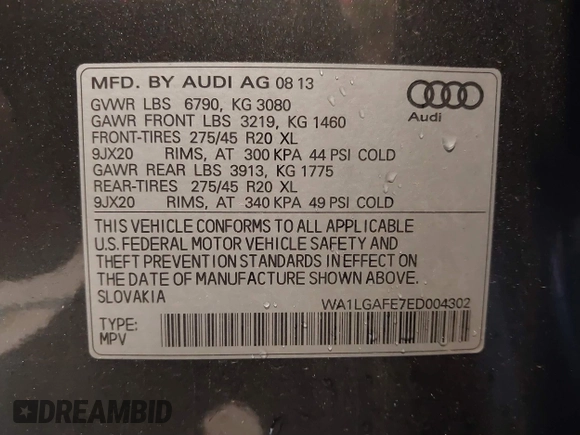 MFD. BY AUDI AG 08 13
GVWR LBS 6790, KG 3080
GAWR FRONT LBS 3219, KG 1460
FRONT-TIRES 275/45 R20 XL
9JX20 RIMS, AT 300 KPA 44 PSI COLD
GAWR REAR LBS 3913, KG 1775
REAR-TIRES 275/45 R20 XL
9JX20 RIMS, AT 340 KPA 49 PSI COLD
THIS VEHICLE CONFORMS TO ALL APPLICABLE
U.S. FEDERAL MOTOR VEHICLE SAFETY AND
THEFT PREVENTION STANDARDS IN EFFECT ON
THE DATE OF MANUFACTURE SHOWN ABOVE.
SLOVAKIA
WA1LGAFE7ED004302
TYPE:
MPV
Audi
DREAMBID